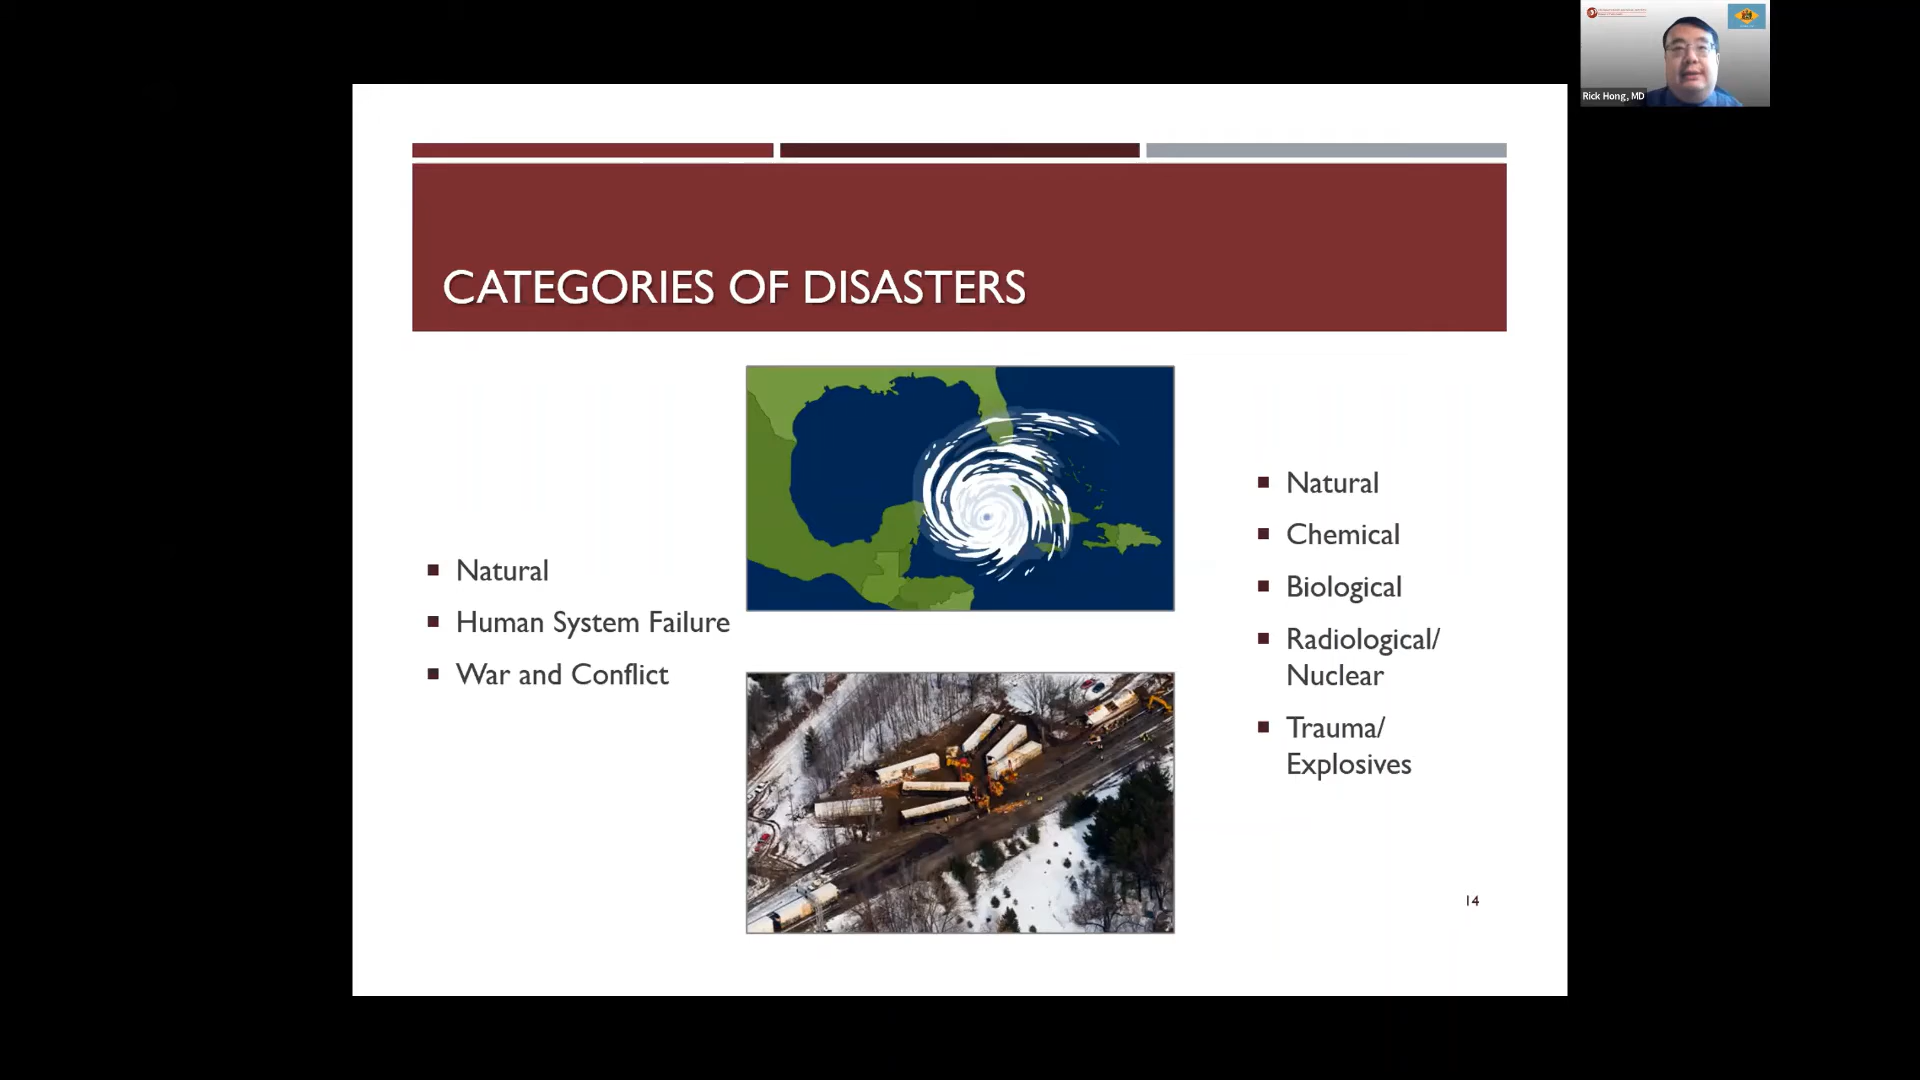 Rick Hong, MD
CATEGORIES OF DISASTERS
Natural
Human System Failure
War and Conflict
Natural
Chemical
Biological
Radiological/
Nuclear
Trauma/
Explosives
14